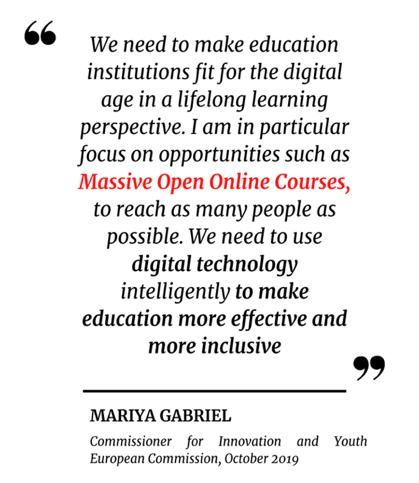 ❝
We need to make education
institutions fit for the digital
age in a lifelong learning
perspective. I am in particular
focus on opportunities such as
Massive Open Online Courses,
to reach as many people as
possible. We need to use
digital technology
intelligently to make
education more effective and
more inclusive
❞
MARIYA GABRIEL
Commissioner for Innovation and Youth
European Commission, October 2019